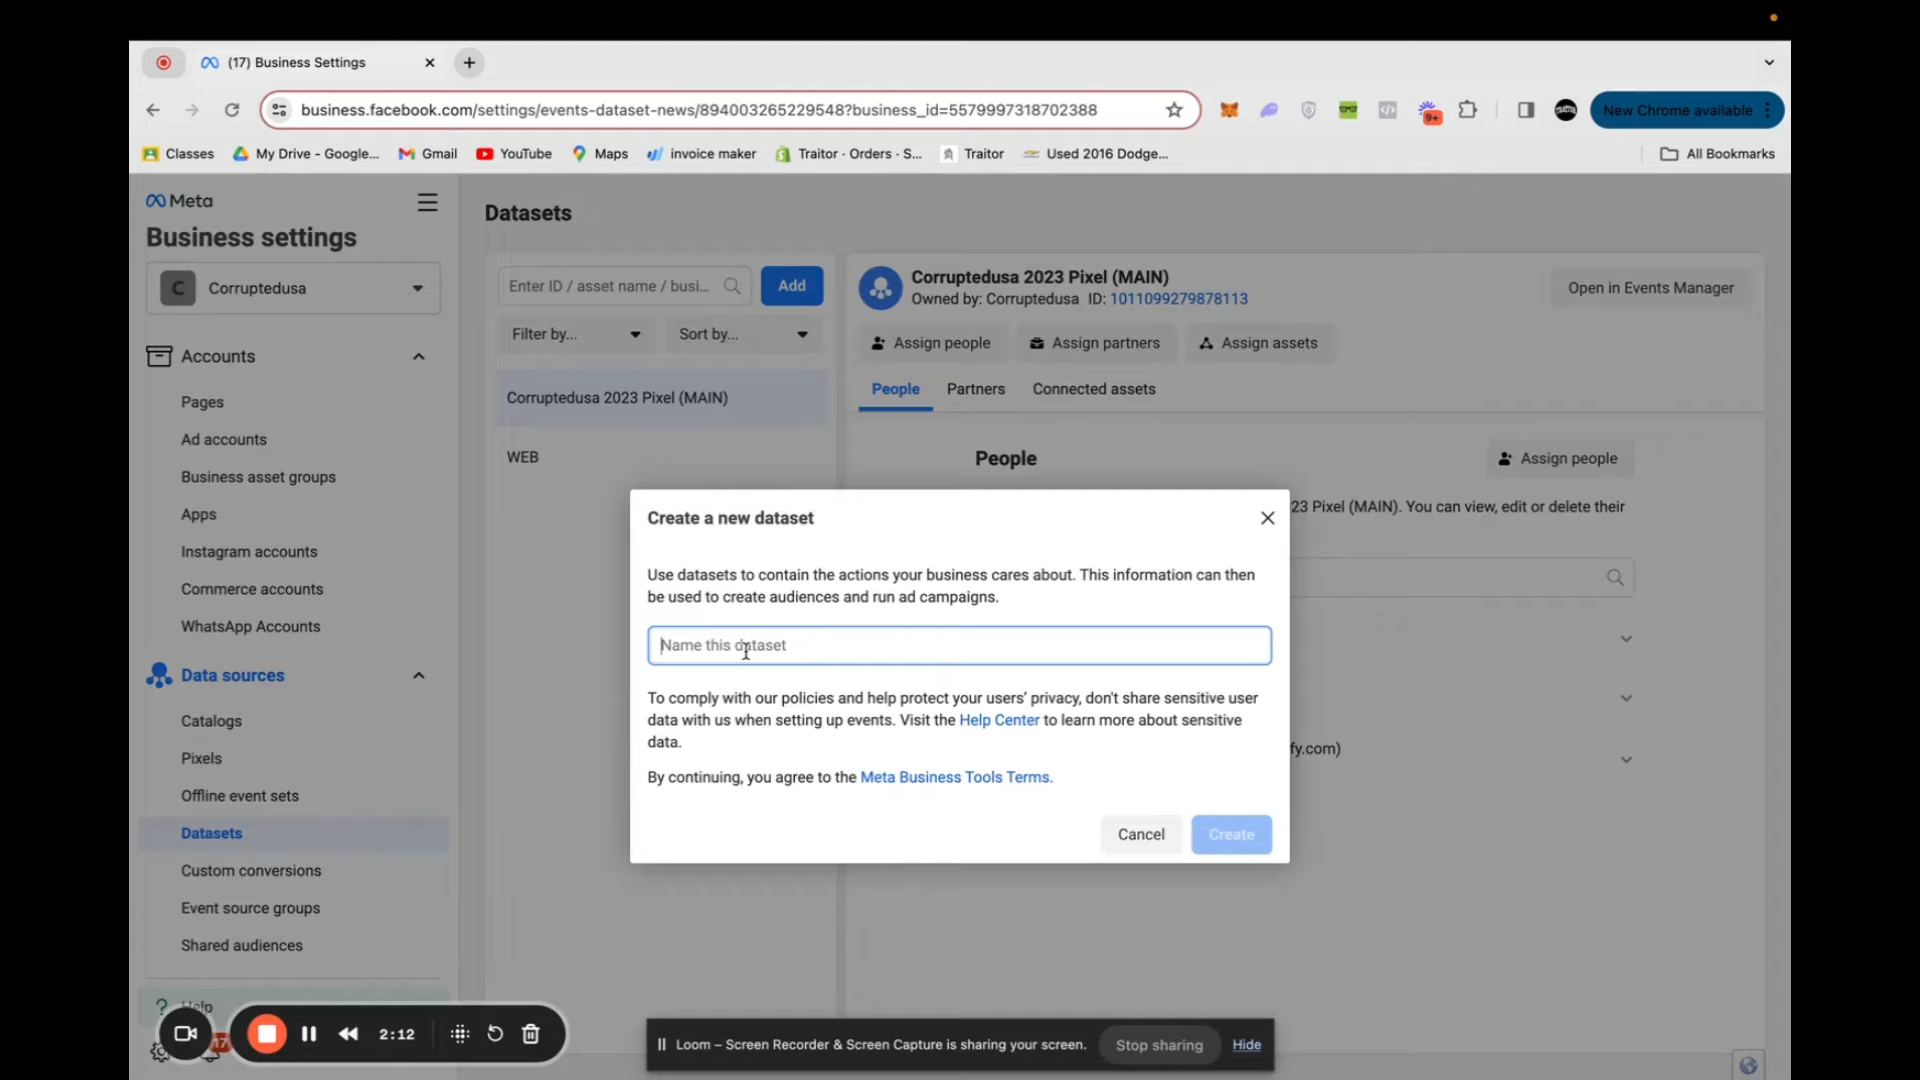 (17) Business Settings
business.facebook.com/settings/events-dataset-news/894003265229548?business_id=5579997318702388
9+
New Chrome available
Classes
My Drive - Google...
Gmail
YouTube
Maps
invoice maker
Traitor · Orders · S...
Traitor
Used 2016 Dodge...
All Bookmarks
Meta
Business settings
C
Corruptedusa
Accounts
Pages
Ad accounts
Business asset groups
Apps
Instagram accounts
Commerce accounts
WhatsApp Accounts
Data sources
Catalogs
Pixels
Offline event sets
Datasets
Custom conversions
Event source groups
Shared audiences
Help
17
Datasets
Enter ID / asset name / busi...
Add
Filter by...
Sort by...
Corruptedusa 2023 Pixel (MAIN)
WEB
Corruptedusa 2023 Pixel (MAIN)
Owned by: Corruptedusa ID: 1011099279878113
Open in Events Manager
Assign people
Assign partners
Assign assets
People
Partners
Connected assets
People
Assign people
23 Pixel (MAIN). You can view, edit or delete their
fy.com)
Create a new dataset
Use datasets to contain the actions your business cares about. This information can then
be used to create audiences and run ad campaigns.
Name this dataset
To comply with our policies and help protect your users’ privacy, don't share sensitive user
data with us when setting up events. Visit the Help Center to learn more about sensitive
data.
By continuing, you agree to the Meta Business Tools Terms.
Cancel
Create
2:12
Loom – Screen Recorder & Screen Capture is sharing your screen.
Stop sharing
Hide